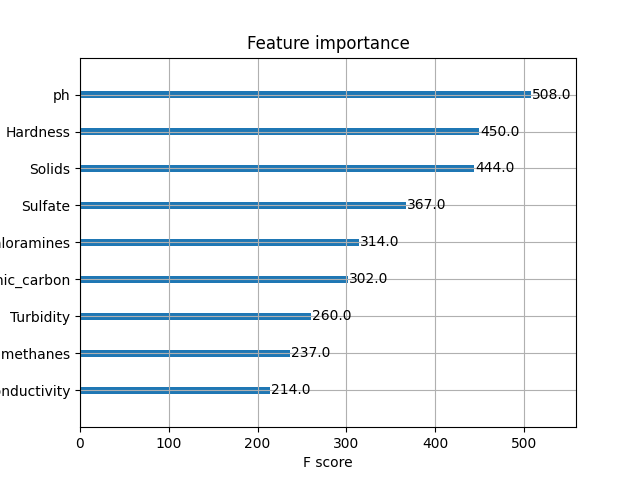 Feature importance
ph 508.0
Hardness 450.0
Solids 444.0
Sulfate 367.0
loramines 314.0
nic_carbon 302.0
Turbidity 260.0
methanes 237.0
nductivity 214.0
0 100 200 300 400 500
F score